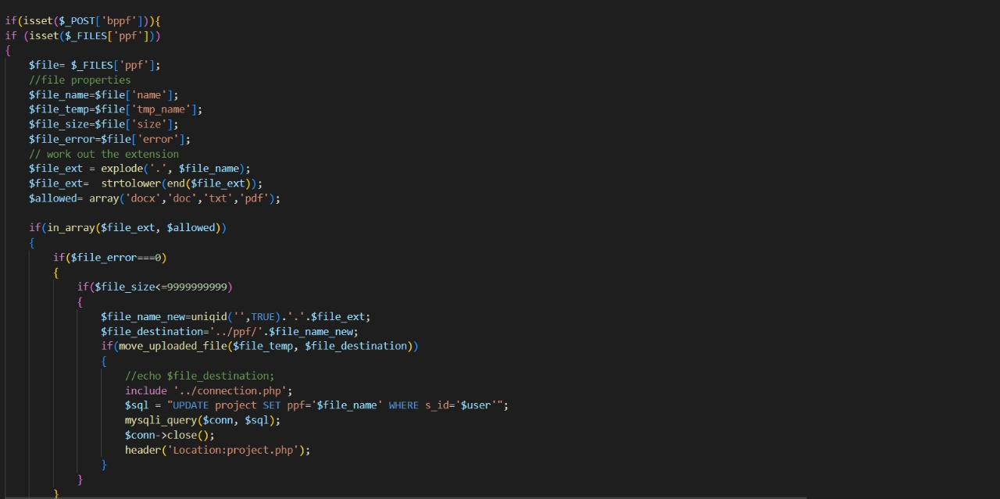 if(isset($_POST['bppf'])){
if (isset($_FILES['ppf']))
{
$file= $_FILES['ppf'];
//file properties
$file_name=$file['name'];
$file_temp=$file['tmp_name'];
$file_size=$file['size'];
$file_error=$file['error'];
// work out the extension
$file_ext = explode('.', $file_name);
$file_ext=  strtolower(end($file_ext));
$allowed= array('docx','doc','txt','pdf');
if(in_array($file_ext, $allowed))
{
if($file_error===0)
{
if($file_size<=9999999999)
{
$file_name_new=uniqid('',TRUE).'.'.$file_ext;
$file_destination='../ppf/'.$file_name_new;
if(move_uploaded_file($file_temp, $file_destination))
{
//echo $file_destination;
include '../connection.php';
$sql = "UPDATE project SET ppf='$file_name' WHERE s_id='$user'";
mysqli_query($conn, $sql);
$conn->close();
header('Location:project.php');
}
}
}